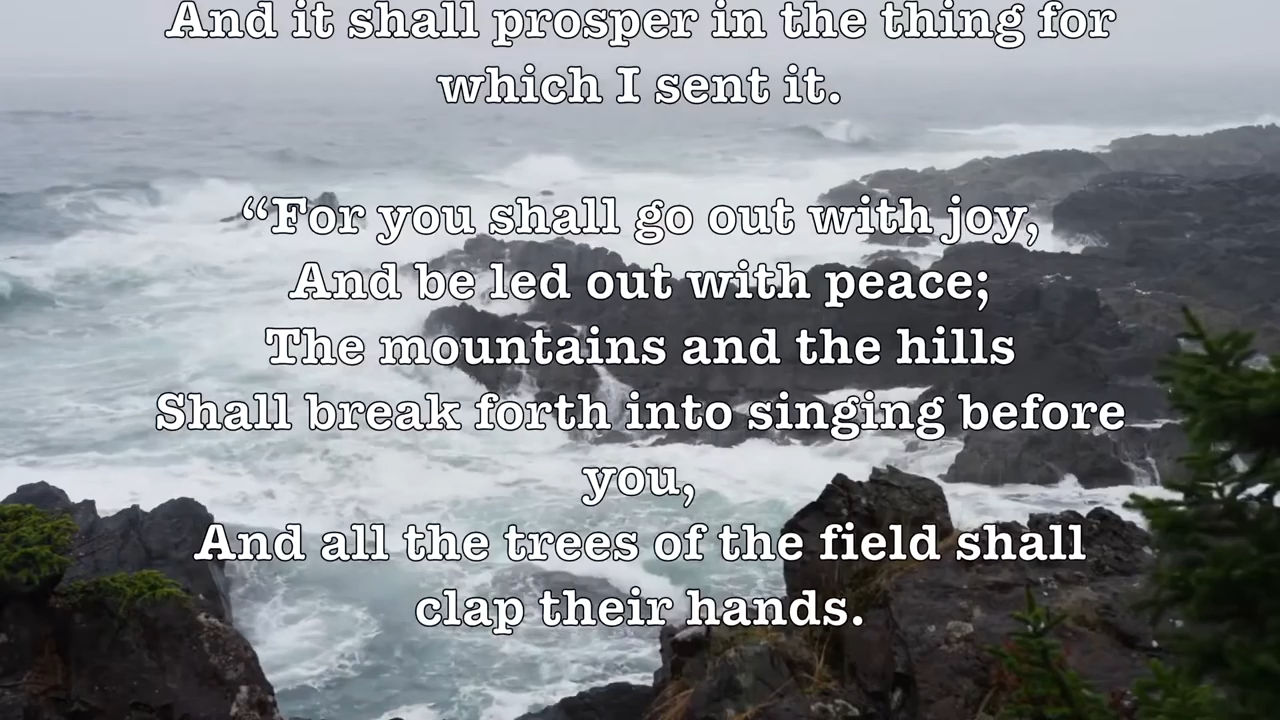 And it shall prosper in the thing for
which I sent it.
“For you shall go out with joy,
And be led out with peace;
The mountains and the hills
Shall break forth into singing before
you,
And all the trees of the field shall
clap their hands.